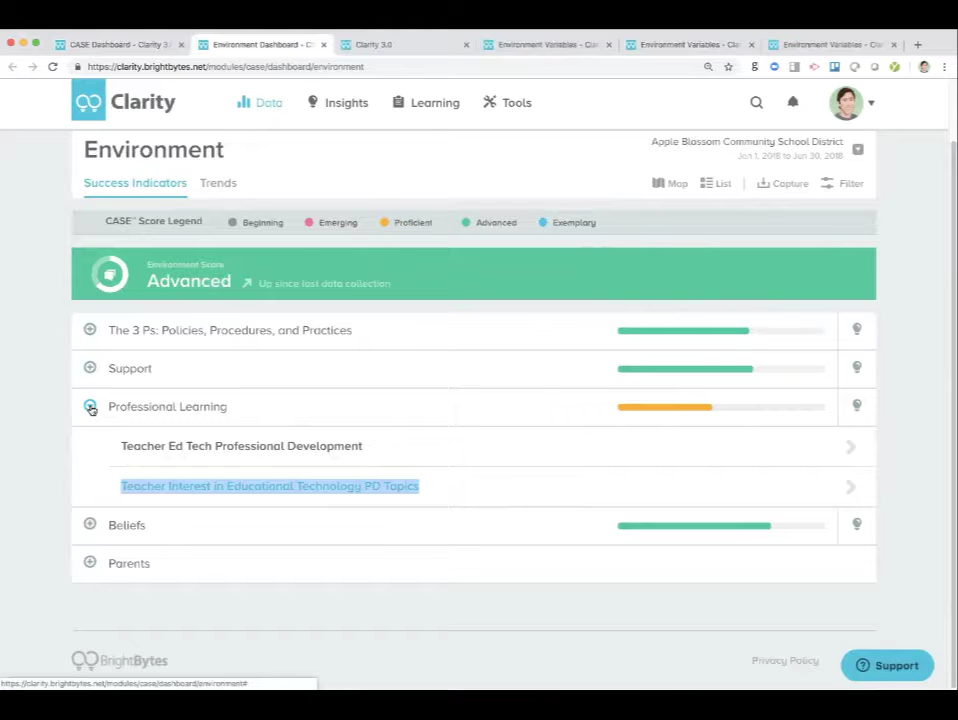 CASE Dashboard - Clarity 3.
Environment Dashboard - C
Clarity 3.0
Environment Variables - Cl
Environment Variables - Cla
Environment Variables - Cl
https://clarity.brightbytes.net/modules/case/dashboard/environment
Clarity
Data
Insights
Learning
Tools
Environment
Apple Blossom Community School District
Jan 1, 2018 to Jun 30, 2018
Success Indicators
Trends
Map
List
Capture
Filter
CASE™ Score Legend
Beginning
Emerging
Proficient
Advanced
Exemplary
Environment Score
Advanced
Up since last data collection
The 3 Ps: Policies, Procedures, and Practices
Support
Professional Learning
Teacher Ed Tech Professional Development
Teacher Interest in Educational Technology PD Topics
Beliefs
Parents
BrightBytes
Privacy Policy
Support
https://clarity.brightbytes.net/modules/case/dashboard/environment#